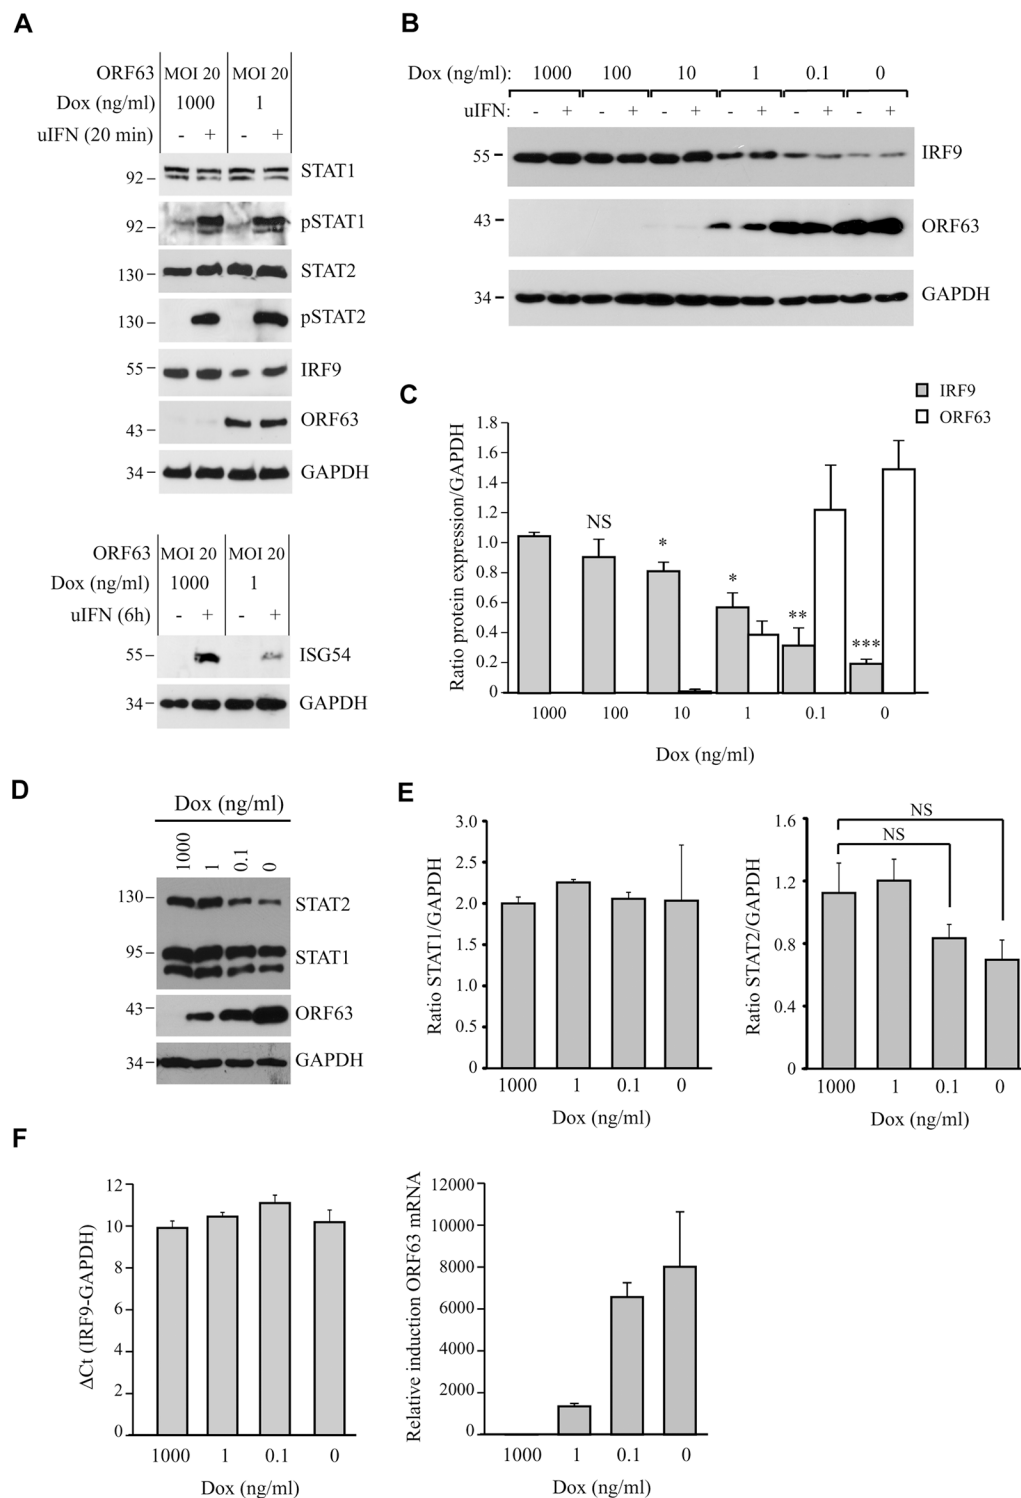 A
ORF63 MOI 20 MOI 20
Dox (ng/ml) 1000 1
uIFN (20 min) - + - +
92 STAT1
92 pSTAT1
130 STAT2
130 pSTAT2
55 IRF9
43 ORF63
34 GAPDH
ORF63 MOI 20 MOI 20
Dox (ng/ml) 1000 1
uIFN (6h) - + - +
55 ISG54
34 GAPDH
B
Dox (ng/ml): 1000 100 10 1 0.1 0
uIFN: - + - + - + - + - + - +
55 IRF9
43 ORF63
34 GAPDH
C
IRF9
ORF63
Ratio protein expression/GAPDH
1.8
1.6
1.4
1.2
1.0
0.8
0.6
0.4
0.2
0
NS * * ** ***
1000 100 10 1 0.1 0
Dox (ng/ml)
D
Dox (ng/ml)
1000 1 0.1 0
130 STAT2
95 STAT1
43 ORF63
34 GAPDH
E
Ratio STAT1/GAPDH
3.0
2.5
2.0
1.5
1.0
0.5
0
1000 1 0.1 0
Dox (ng/ml)
Ratio STAT2/GAPDH
1.6
1.2
0.8
0.4
0
NS
NS
1000 1 0.1 0
Dox (ng/ml)
F
ΔCt (IRF9-GAPDH)
12
10
8
6
4
2
0
1000 1 0.1 0
Dox (ng/ml)
Relative induction ORF63 mRNA
12000
10000
8000
6000
4000
2000
0
1000 1 0.1 0
Dox (ng/ml)